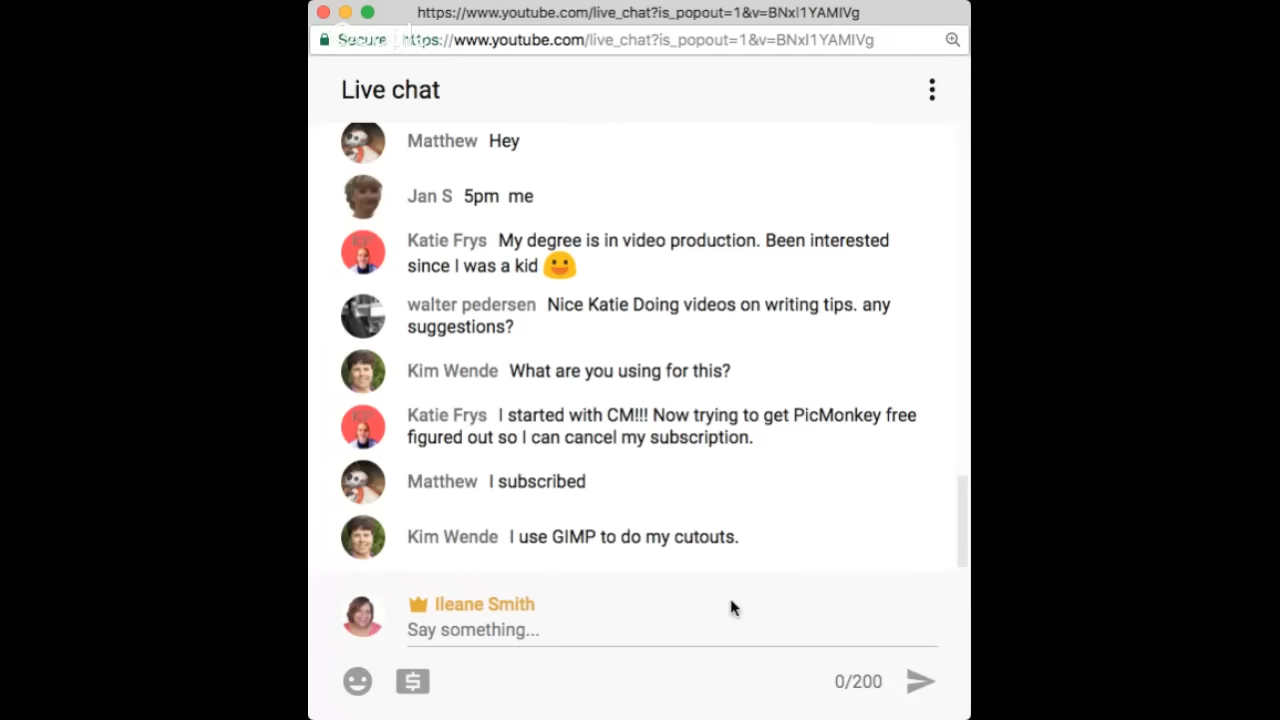 https://www.youtube.com/live_chat?is_popout=1&v=BNxI1YAMIVg
Secure https://www.youtube.com/live_chat?is_popout=1&v=BNxI1YAMIVg
Live chat
Matthew Hey
Jan S 5pm me
Katie Frys My degree is in video production. Been interested
since I was a kid
walter pedersen Nice Katie Doing videos on writing tips. any
suggestions?
Kim Wende What are you using for this?
Katie Frys I started with CM!!! Now trying to get PicMonkey free
figured out so I can cancel my subscription.
Matthew I subscribed
Kim Wende I use GIMP to do my cutouts.
Ileane Smith
Say something...
0/200